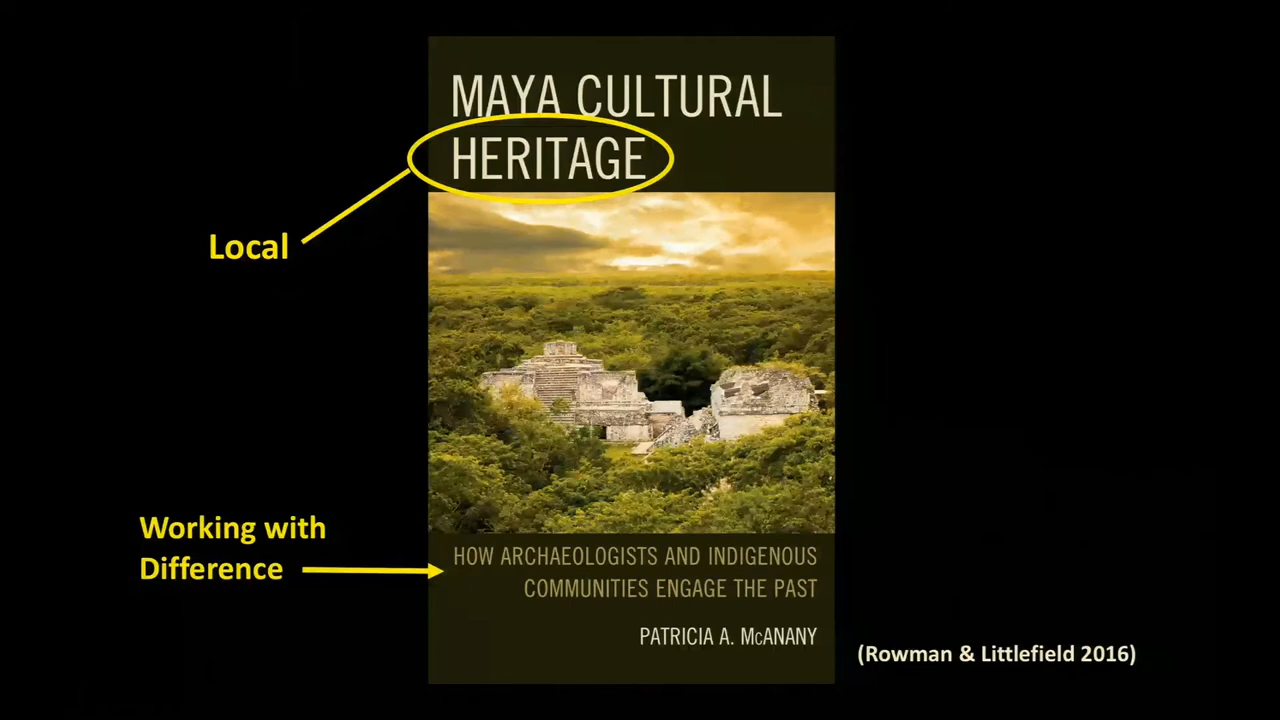 MAYA CULTURAL
HERITAGE
Local
Working with
Difference
HOW ARCHAEOLOGISTS AND INDIGENOUS
COMMUNITIES ENGAGE THE PAST
PATRICIA A. McANANY
(Rowman & Littlefield 2016)